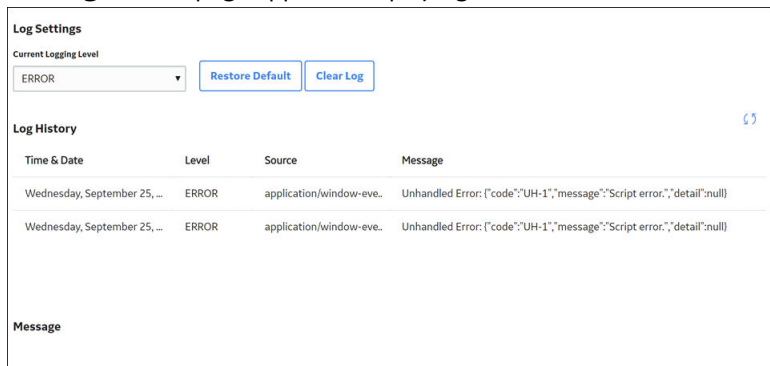 Log Settings
Current Logging Level
ERROR
Restore Default Clear Log
Log History
Time & Date Level Source Message
Wednesday, September 25, ... ERROR application/window-eve.. Unhandled Error: {"code":"UH-1","message":"Script error.","detail":null}
Wednesday, September 25, ... ERROR application/window-eve.. Unhandled Error: {"code":"UH-1","message":"Script error.","detail":null}
Message